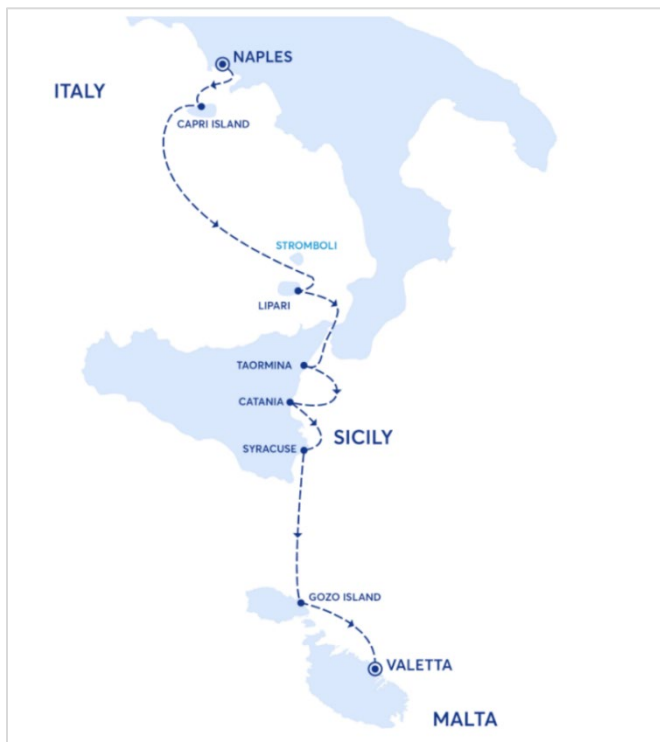 NAPLES
ITALY
CAPRI ISLAND
STROMBOLI
LIPARI
TAORMINA
CATANIA
SICILY
SYRACUSE
GOZO ISLAND
VALETTA
MALTA